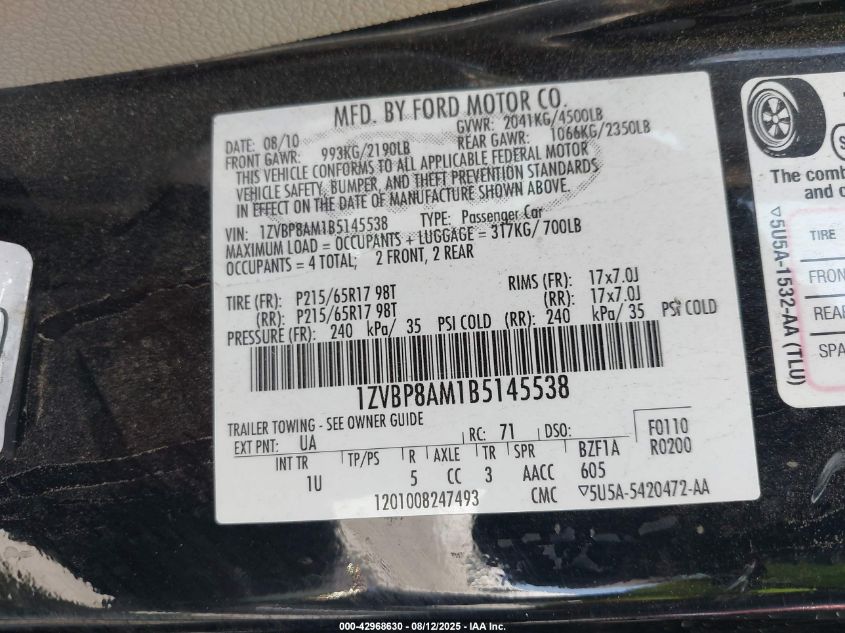 MFD. BY FORD MOTOR CO.
DATE: 08/10 GVWR: 2041KG/4500LB
FRONT GAWR: 993KG/2190LB REAR GAWR: 1066KG/2350LB
THIS VEHICLE CONFORMS TO ALL APPLICABLE FEDERAL MOTOR
VEHICLE SAFETY, BUMPER, AND THEFT PREVENTION STANDARDS
IN EFFECT ON THE DATE OF MANUFACTURE SHOWN ABOVE.
VIN: 1ZVBP8AM1B5145538 TYPE: Passenger Car
MAXIMUM LOAD = OCCUPANTS + LUGGAGE = 317KG/ 700LB
OCCUPANTS = 4 TOTAL; 2 FRONT, 2 REAR
TIRE (FR): P215/65R17 98T RIMS (FR): 17x7.0J
(RR): P215/65R17 98T (RR): 17x7.0J
PRESSURE (FR): 240 kPa/ 35 PSI COLD (RR): 240 kPa/ 35 PSI COLD
1ZVBP8AM1B5145538
TRAILER TOWING - SEE OWNER GUIDE
EXT PNT: UA RC: 71 DSO: F0110
R0200
INT TR TP/PS R AXLE TR SPR BZF1A
1U 5 CC 3 AACC 605
1201008247493 CMC ▽5U5A-5420472-AA
The comb
and c
TIRE
FRON
REAR
SPA
▽5U5A-1532-AA (TLU)
000-42968630 - 08/12/2025 - IAA Inc.